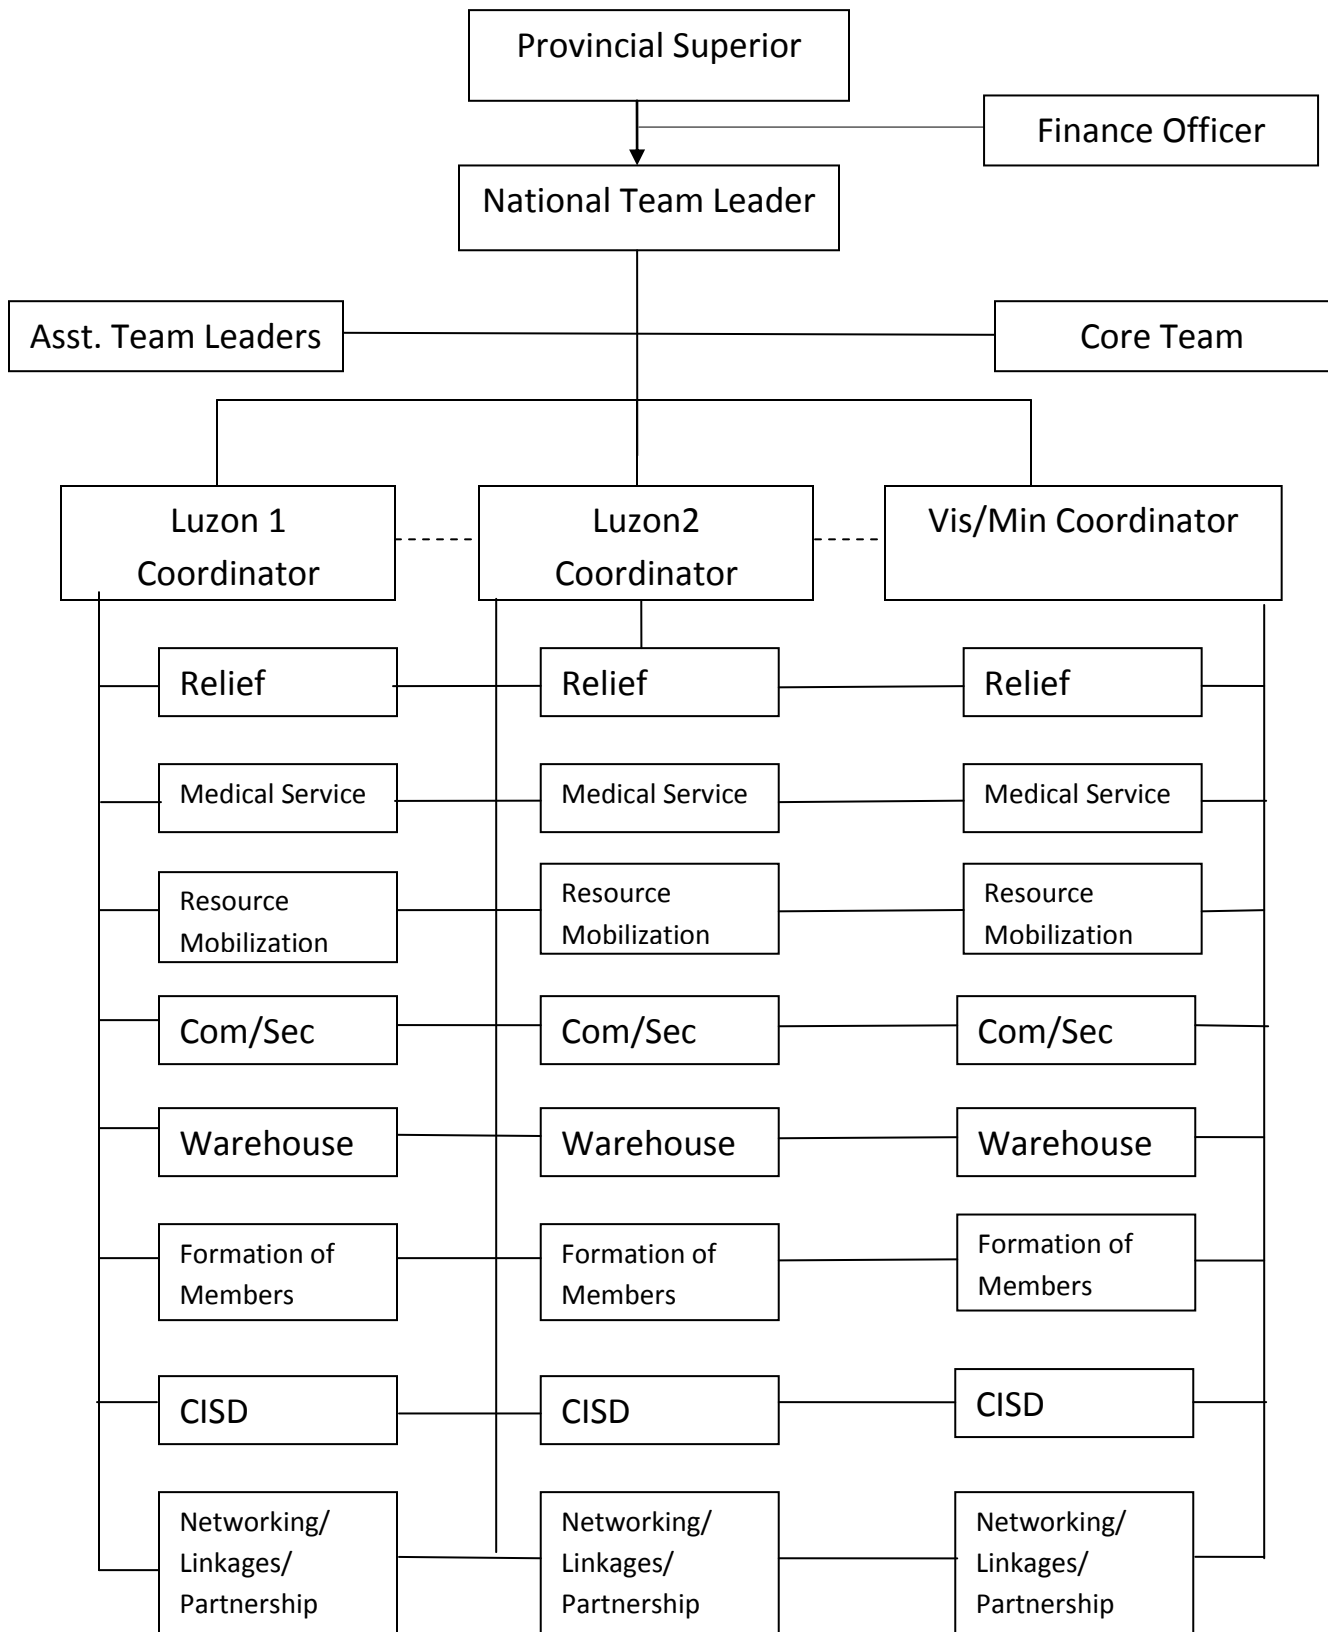 Provincial Superior
Finance Officer
National Team Leader
Asst. Team Leaders
Core Team
Luzon 1
Coordinator
Luzon2
Coordinator
Vis/Min Coordinator
Relief
Relief
Relief
Medical Service
Medical Service
Medical Service
Resource
Mobilization
Resource
Mobilization
Resource
Mobilization
Com/Sec
Com/Sec
Com/Sec
Warehouse
Warehouse
Warehouse
Formation of
Members
Formation of
Members
Formation of
Members
CISD
CISD
CISD
Networking/
Linkages/
Partnership
Networking/
Linkages/
Partnership
Networking/
Linkages/
Partnership